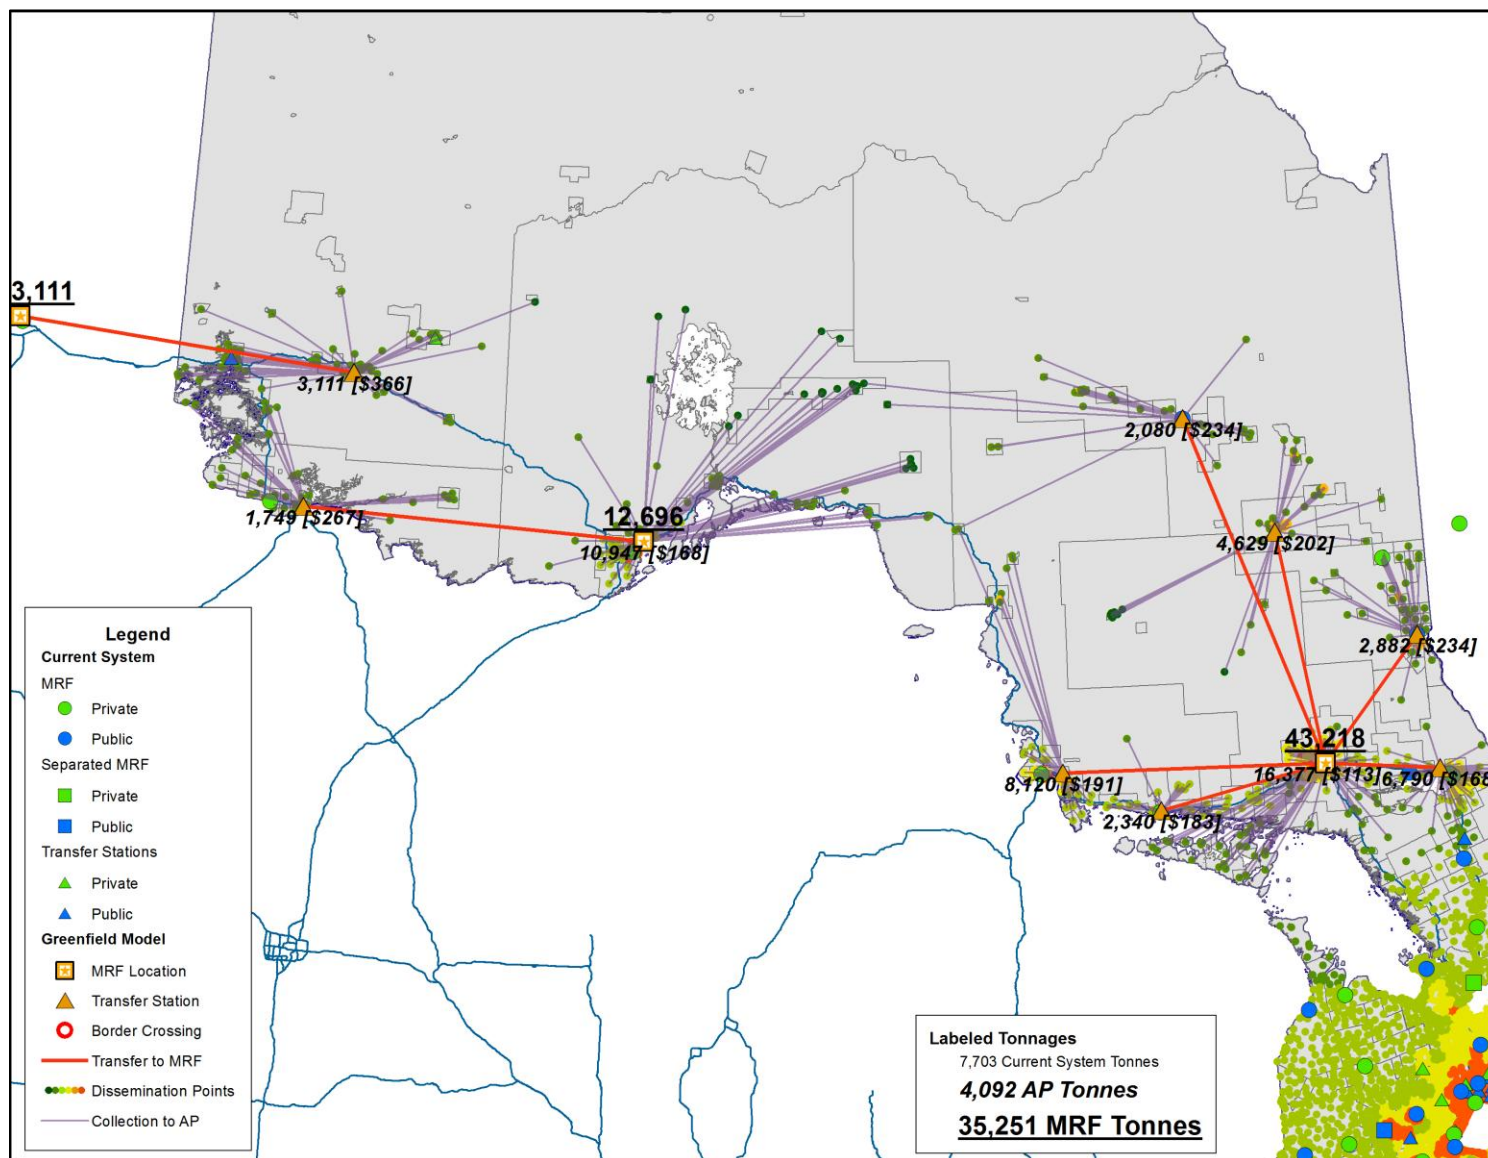 3,111
3,111 [$366]
2,080 [$234]
1,749 [$267]
12,696
10,947 [$168]
4,629 [$202]
2,882 [$234]
43,218
16,377 [$113]
6,790 [$168
8,120 [$191]
2,340 [$183]
Legend
Current System
MRF
Private
Public
Separated MRF
Private
Public
Transfer Stations
Private
Public
Greenfield Model
MRF Location
Transfer Station
Border Crossing
Transfer to MRF
Dissemination Points
Collection to AP
Labeled Tonnages
7,703 Current System Tonnes
4,092 AP Tonnes
35,251 MRF Tonnes